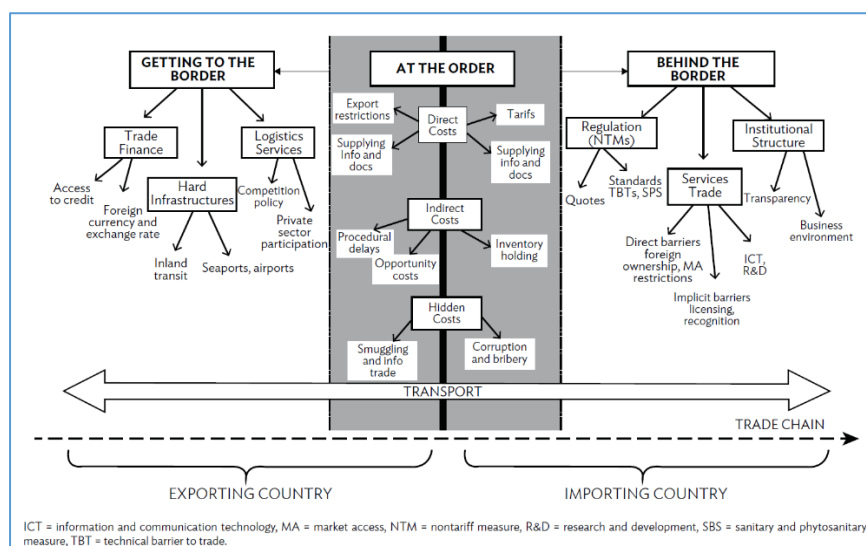 GETTING TO THE
BORDER
AT THE ORDER
BEHIND THE
BORDER
Trade
Finance
Logistics
Services
Hard
Infrastructures
Access
to credit
Foreign
currency and
exchange rate
Inland
transit
Seaports, airports
Competition
policy
Private
sector
participation
Export
restrictions
Direct
Costs
Tarifs
Supplying
Info and
docs
Supplying
info and
docs
Indirect
Costs
Procedural
delays
Opportunity
costs
Inventory
holding
Hidden
Costs
Smuggling
and info
trade
Corruption
and bribery
Regulation
(NTMs)
Institutional
Structure
Services
Trade
Quotes
Standards
TBTs, SPS
Transparency
Business
environment
Direct barriers
foreign
ownership, MA
restrictions
Implicit barriers
licensing,
recognition
ICT,
R&D
TRANSPORT
TRADE CHAIN
EXPORTING COUNTRY
IMPORTING COUNTRY
ICT = information and communication technology, MA = market access, NTM = nontariff measure, R&D = research and development, SBS = sanitary and phytosanitary
measure, TBT = technical barrier to trade.